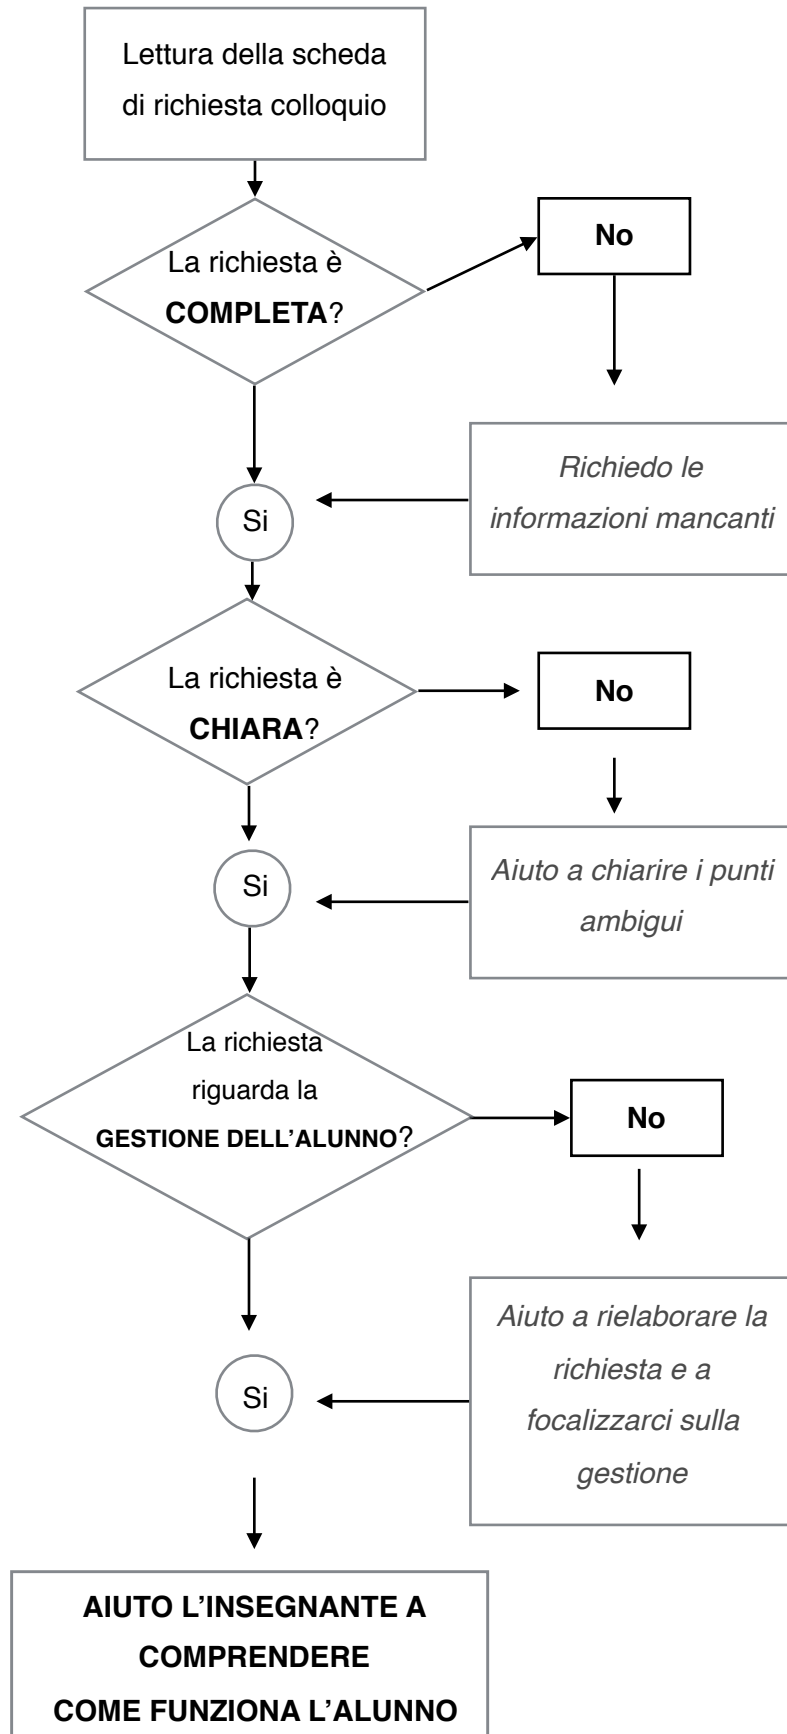 Lettura della scheda
di richiesta colloquio
La richiesta è
COMPLETA?
No
Richiedo le
informazioni mancanti
Si
La richiesta è
CHIARA?
No
Aiuto a chiarire i punti
ambigui
Si
La richiesta
riguarda la
GESTIONE DELL'ALUNNO?
No
Aiuto a rielaborare la
richiesta e a
focalizzarci sulla
gestione
Si
AIUTO L'INSEGNANTE A
COMPRENDERE
COME FUNZIONA L'ALUNNO